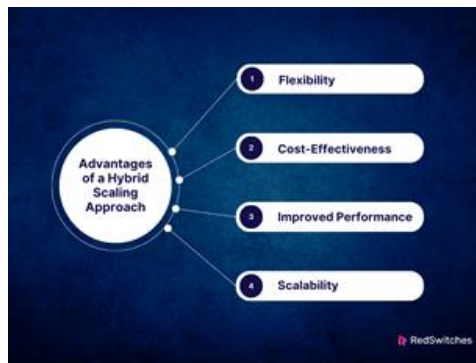 Advantages
of a Hybrid
Scaling
Approach
1 Flexibility
2 Cost-Effectiveness
3 Improved Performance
4 Scalability
RedSwitches